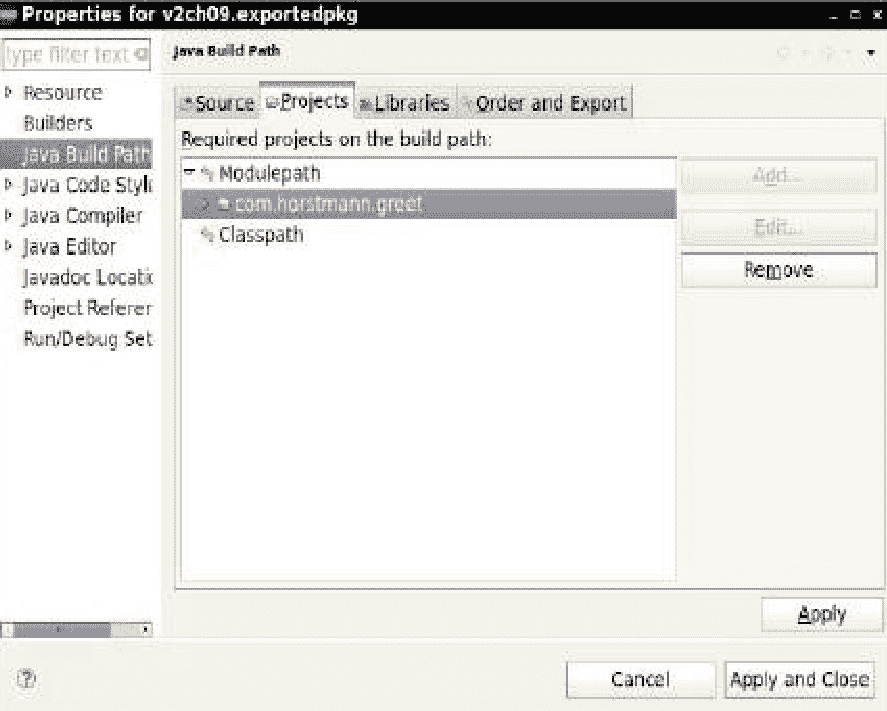 Properties for v2ch09.exportedpkg
type filter text
Java Build Path
Resource
Builders
Java Build Path
Java Code Style
Java Compiler
Java Editor
Javadoc Locatic
Project Referer
Run/Debug Set
Source Projects Libraries Order and Export
Required projects on the build path:
Modulepath
com.horstmann.greet
Classpath
Add...
Edit...
Remove
Apply
? Cancel Apply and Close